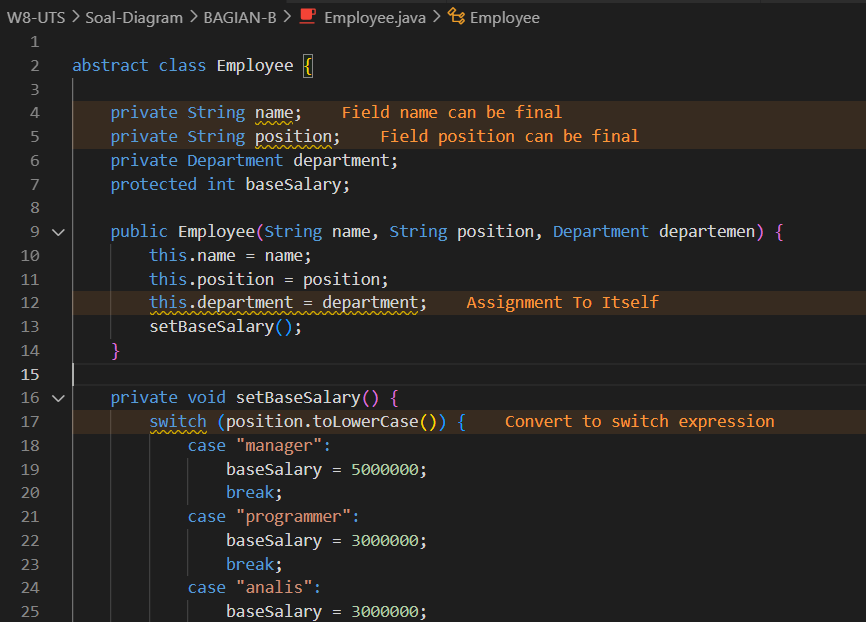 W8-UTS > Soal-Diagram > BAGIAN-B > Employee.java > Employee
1
2 abstract class Employee {
3
4 private String name; Field name can be final
5 private String position; Field position can be final
6 private Department department;
7 protected int baseSalary;
8
9 public Employee(String name, String position, Department departemen) {
10 this.name = name;
11 this.position = position;
12 this.department = department; Assignment To Itself
13 setBaseSalary();
14 }
15
16 private void setBaseSalary() {
17 switch (position.toLowerCase()) { Convert to switch expression
18 case "manager":
19 baseSalary = 5000000;
20 break;
21 case "programmer":
22 baseSalary = 3000000;
23 break;
24 case "analis":
25 baseSalary = 3000000;